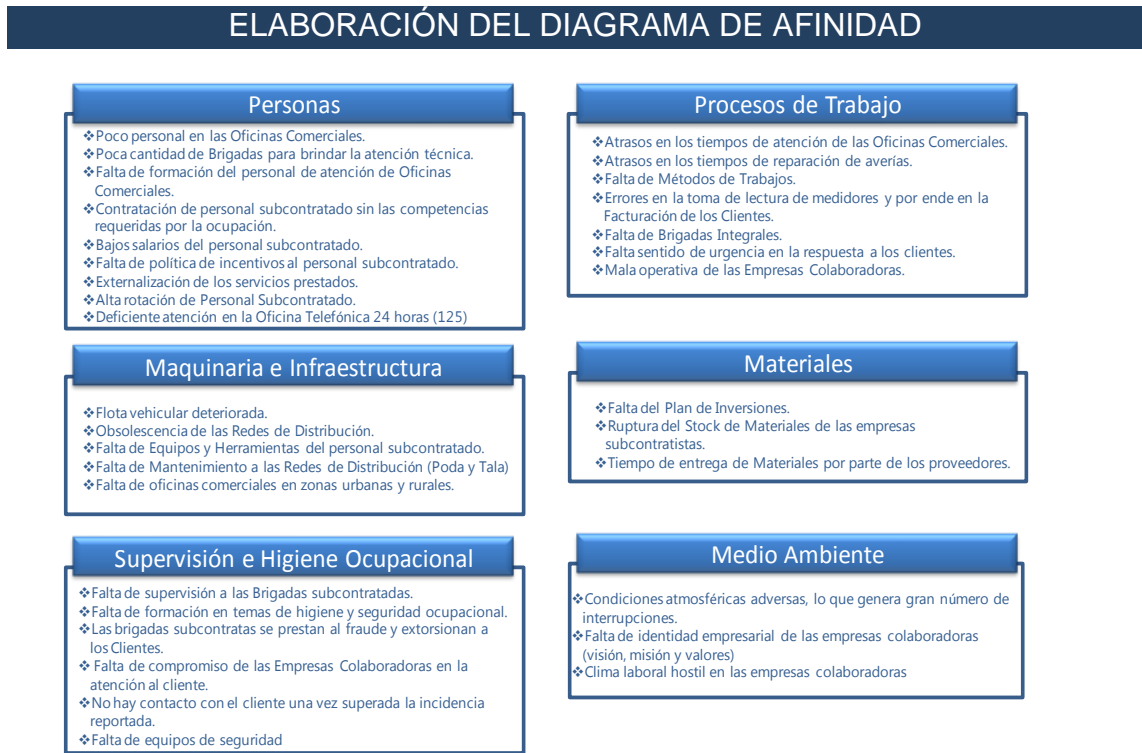 ELABORACIÓN DEL DIAGRAMA DE AFINIDAD
Personas
❖Poco personal en las Oficinas Comerciales.
❖Poca cantidad de Brigadas para brindar la atención técnica.
❖Falta de formación del personal de atención de Oficinas
Comerciales.
❖Contratación de personal subcontratado sin las competencias
requeridas por la ocupación.
❖Bajos salarios del personal subcontratado.
❖Falta de política de incentivos al personal subcontratado.
❖Externalización de los servicios prestados.
❖Alta rotación de Personal Subcontratado.
❖Deficiente atención en la Oficina Telefónica 24 horas (125)
Procesos de Trabajo
❖Atrasos en los tiempos de atención de las Oficinas Comerciales.
❖Atrasos en los tiempos de reparación de averías.
❖Falta de Métodos de Trabajos.
❖Errores en la toma de lectura de medidores y por ende en la
Facturación de los Clientes.
❖Falta de Brigadas Integrales.
❖Falta sentido de urgencia en la respuesta a los clientes.
❖Mala operativa de las Empresas Colaboradoras.
Maquinaria e Infraestructura
❖Flota vehicular deteriorada.
❖Obsolescencia de las Redes de Distribución.
❖Falta de Equipos y Herramientas del personal subcontratado.
❖Falta de Mantenimiento a las Redes de Distribución (Poda y Tala)
❖Falta de oficinas comerciales en zonas urbanas y rurales.
Materiales
❖Falta del Plan de Inversiones.
❖Ruptura del Stock de Materiales de las empresas
subcontratistas.
❖Tiempo de entrega de Materiales por parte de los proveedores.
Supervisión e Higiene Ocupacional
❖Falta de supervisión a las Brigadas subcontratadas.
❖Falta de formación en temas de higiene y seguridad ocupacional.
❖Las brigadas subcontratas se prestan al fraude y extorsionan a
los Clientes.
❖ Falta de compromiso de las Empresas Colaboradoras en la
atención al cliente.
❖No hay contacto con el cliente una vez superada la incidencia
reportada.
❖Falta de equipos de seguridad
Medio Ambiente
❖Condiciones atmosféricas adversas, lo que genera gran número de
interrupciones.
❖Falta de identidad empresarial de las empresas colaboradoras
(visión, misión y valores)
❖Clima laboral hostil en las empresas colaboradoras